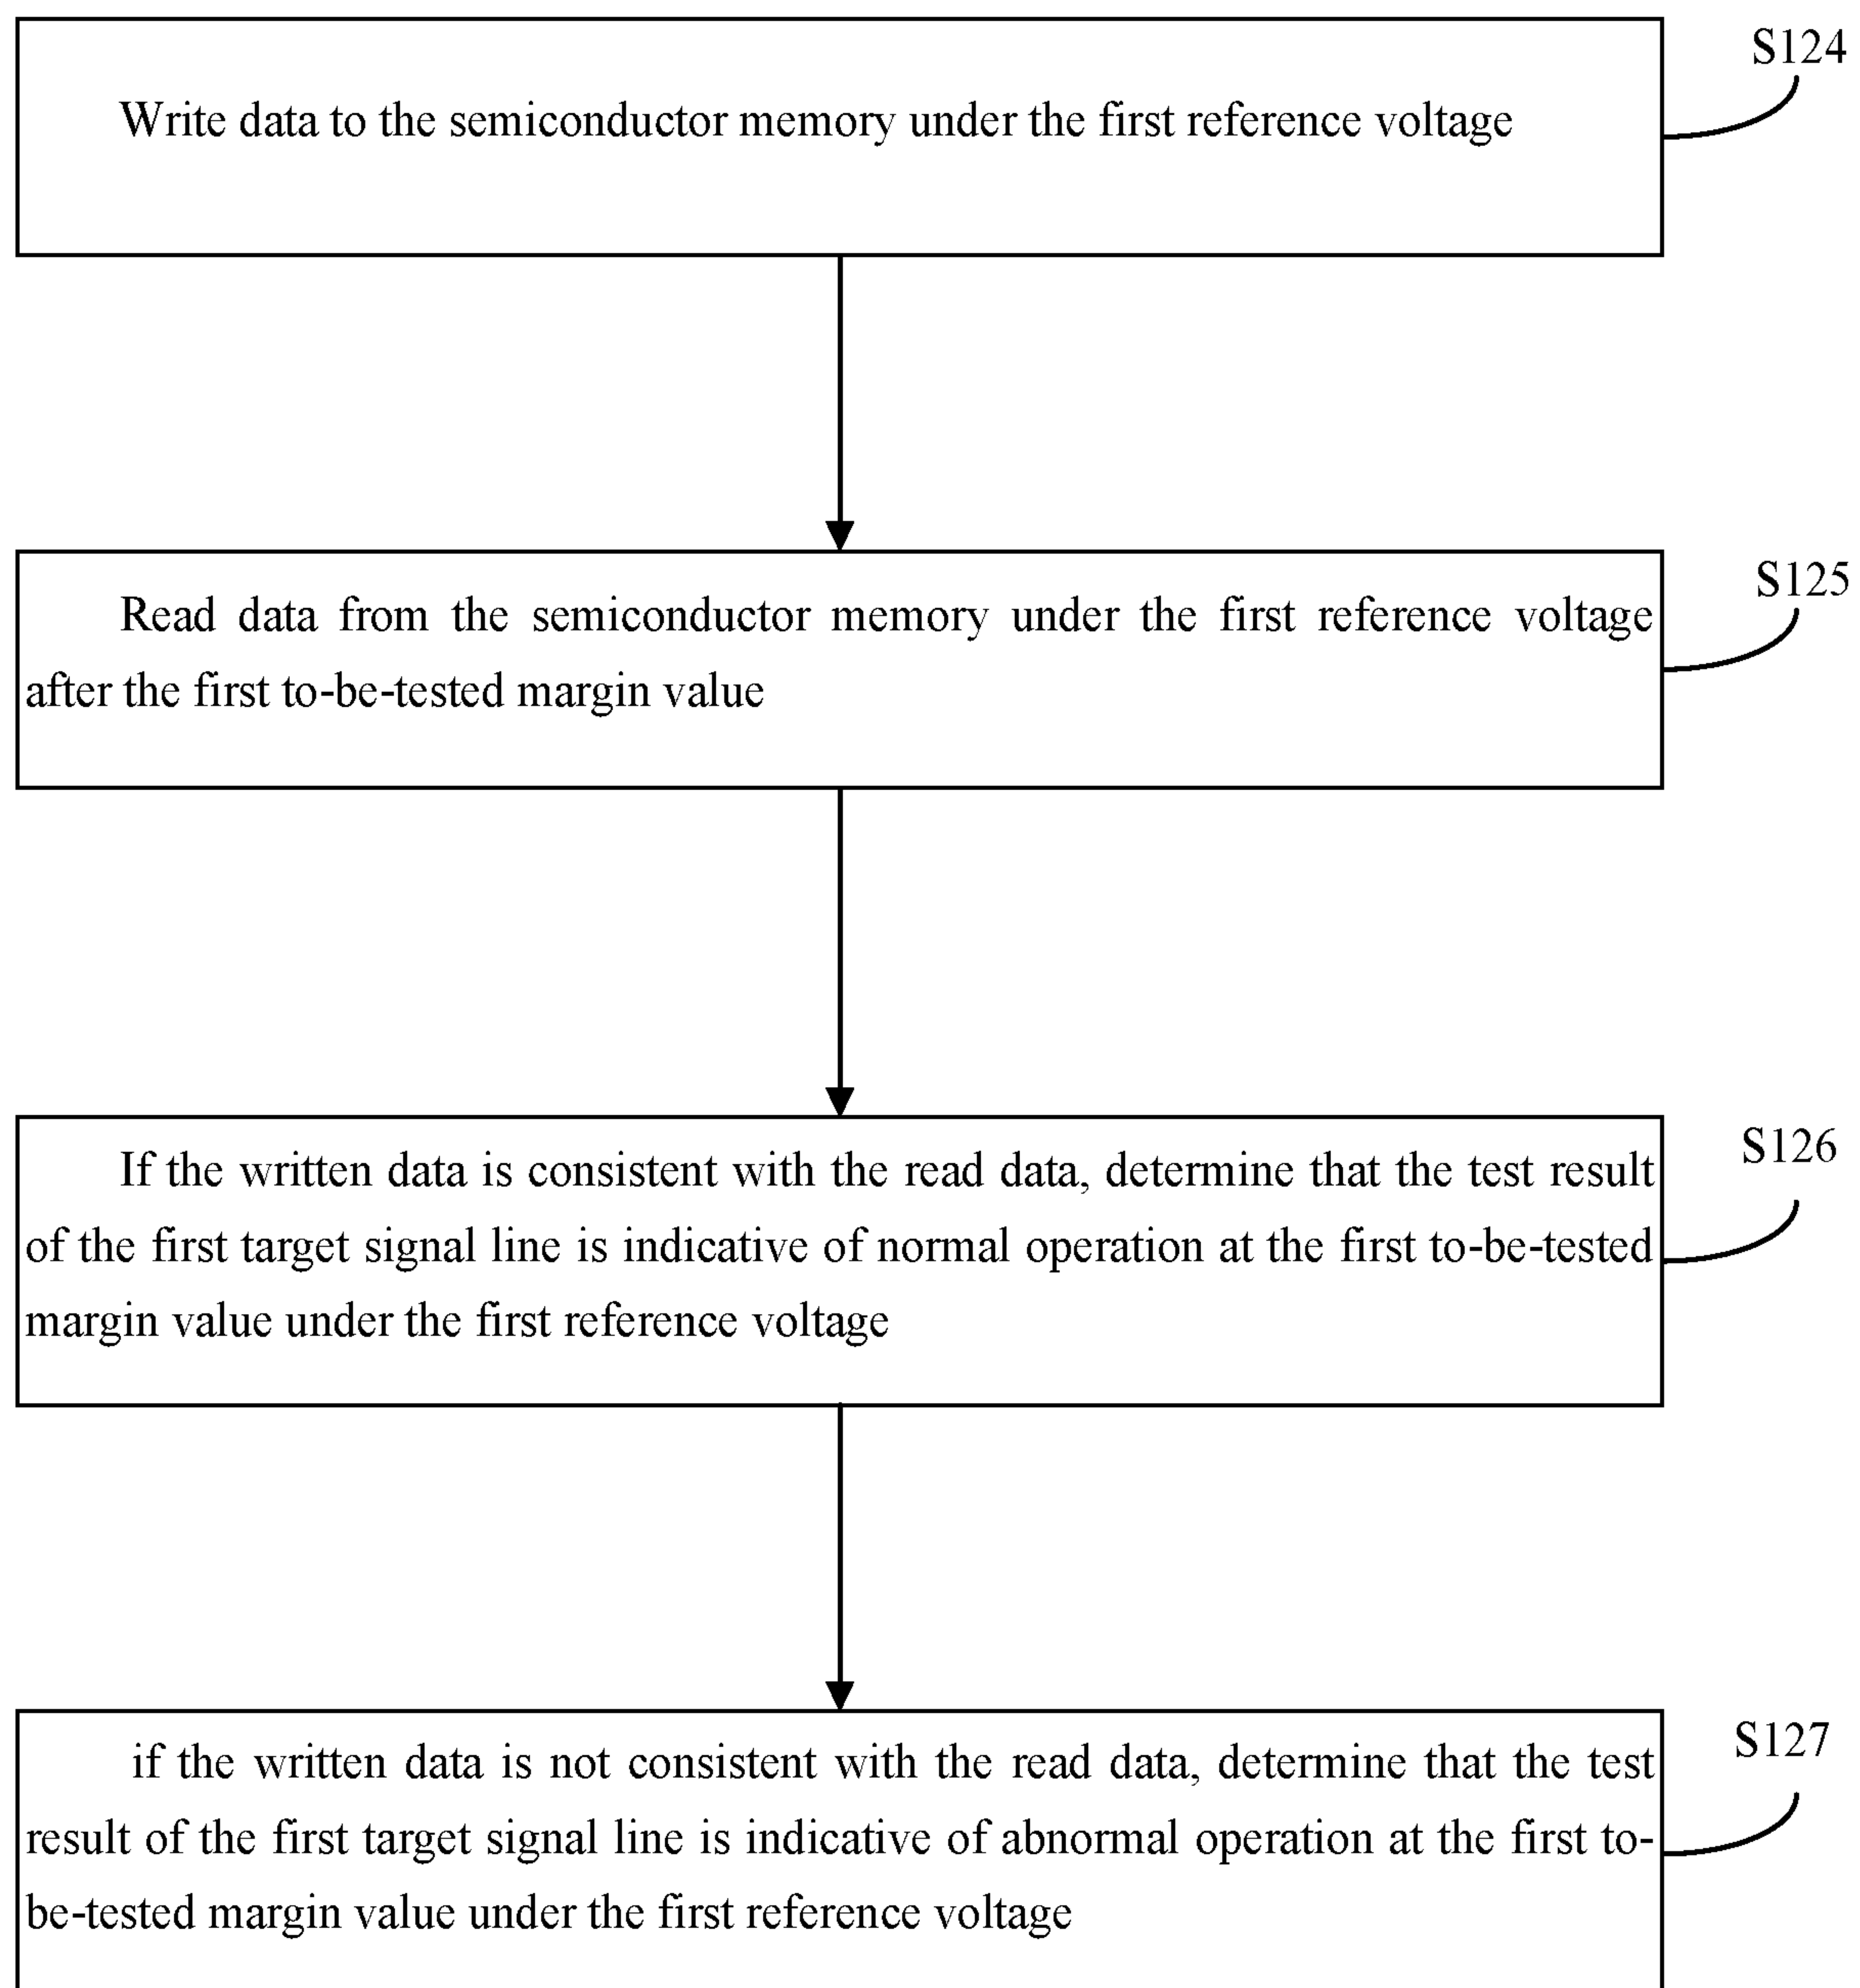 S124
Write data to the semiconductor memory under the first reference voltage
S125
Read data from the semiconductor memory under the first reference voltage
after the first to-be-tested margin value
S126
If the written data is consistent with the read data, determine that the test result
of the first target signal line is indicative of normal operation at the first to-be-tested
margin value under the first reference voltage
S127
if the written data is not consistent with the read data, determine that the test
result of the first target signal line is indicative of abnormal operation at the first to-
be-tested margin value under the first reference voltage